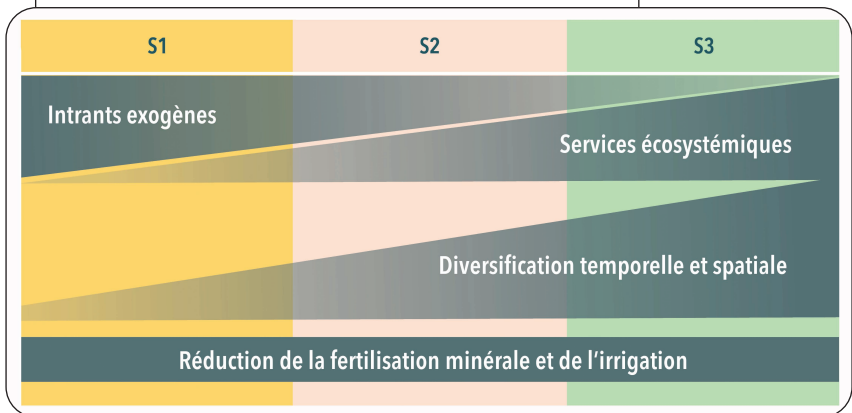 S1 S2 S3
Intrants exogènes
Services écosystémiques
Diversification temporelle et spatiale
Réduction de la fertilisation minérale et de l’irrigation